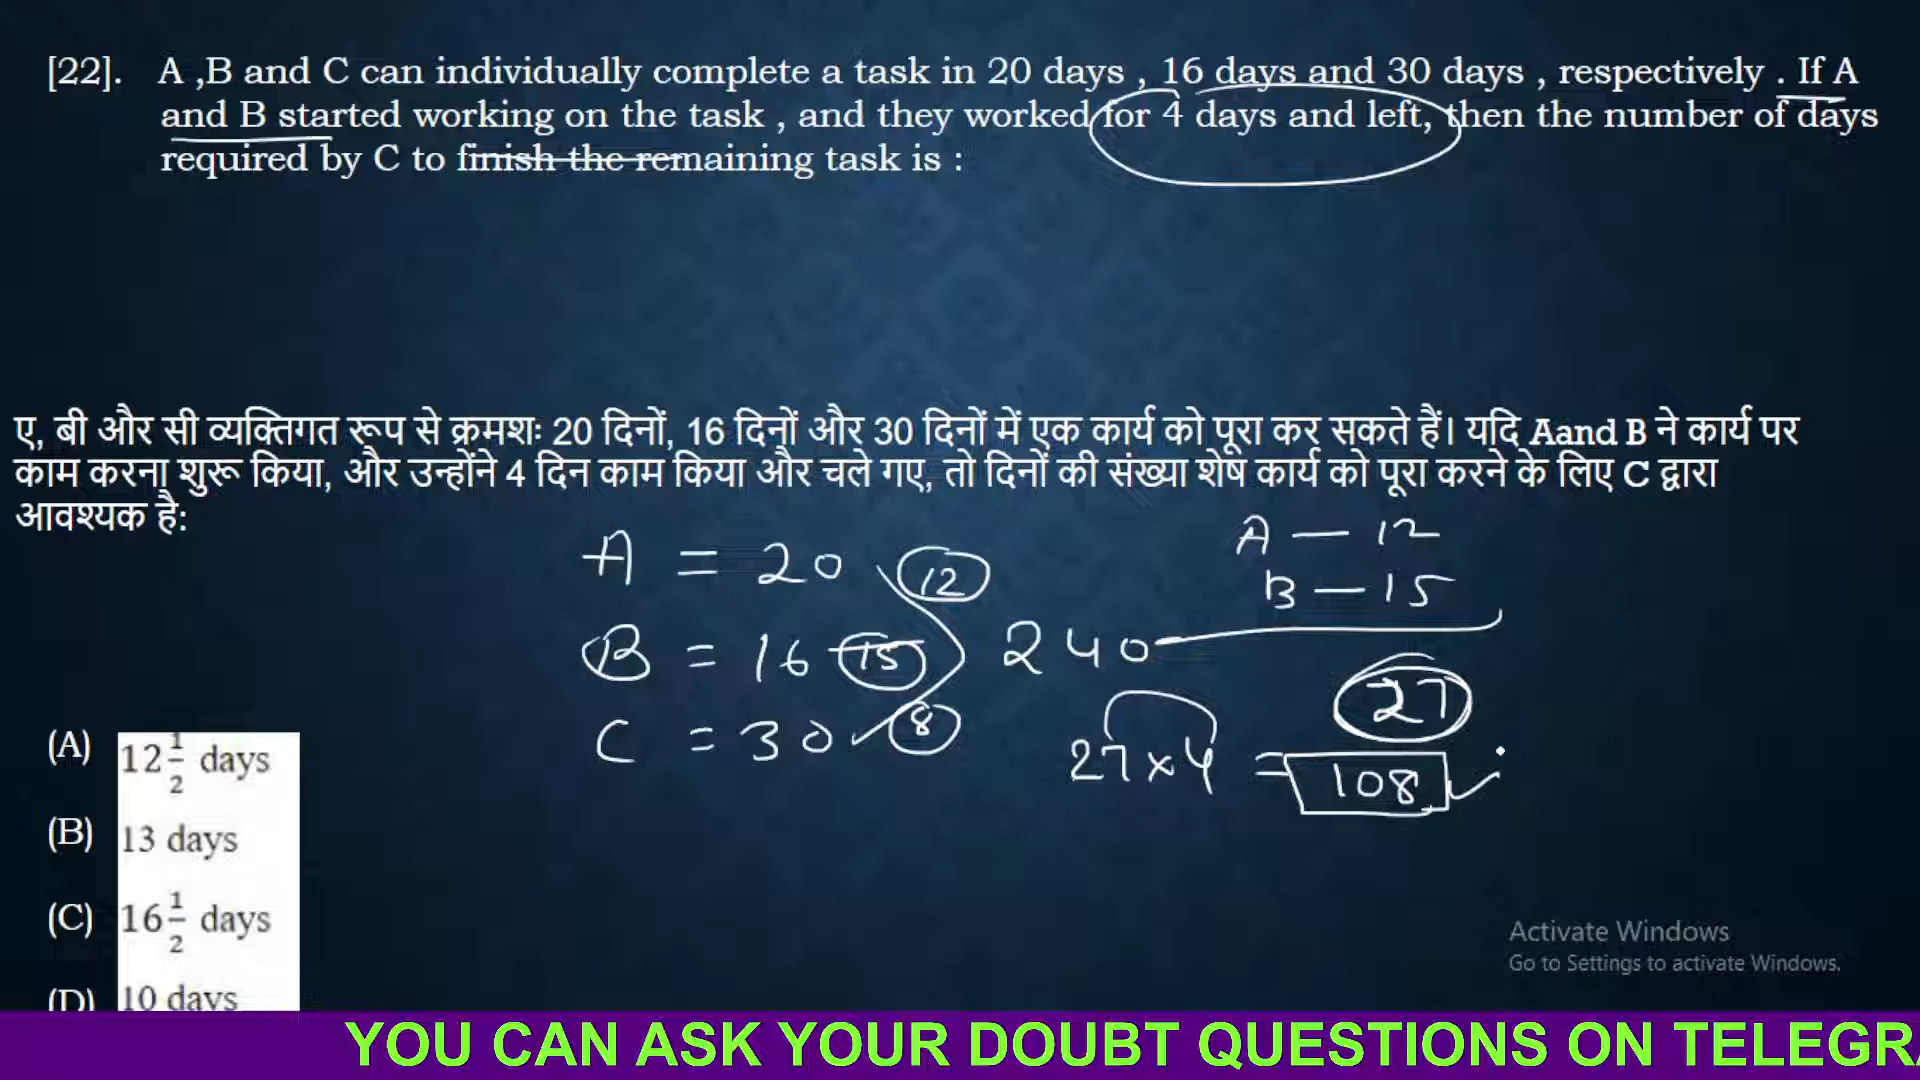 [22]. A ,B and C can individually complete a task in 20 days , 16 days and 30 days , respectively . If A
and B started working on the task , and they worked for 4 days and left, then the number of days
required by C to finish the remaining task is :
ए, बी और सी व्यक्तिगत रूप से क्रमशः 20 दिनों, 16 दिनों और 30 दिनों में एक कार्य को पूरा कर सकते हैं। यदि Aand B ने कार्य पर
काम करना शुरू किया, और उन्होंने 4 दिन काम किया और चले गए, तो दिनों की संख्या शेष कार्य को पूरा करने के लिए C द्वारा
आवश्यक है:
A = 20 12
B = 16 15 240
C = 30 8
A — 12
B — 15
27
27 x 4 = 108
(A) 12 1/2 days
(B) 13 days
(C) 16 1/2 days
(D) 10 days
Activate Windows
Go to Settings to activate Windows.
YOU CAN ASK YOUR DOUBT QUESTIONS ON TELEGRA